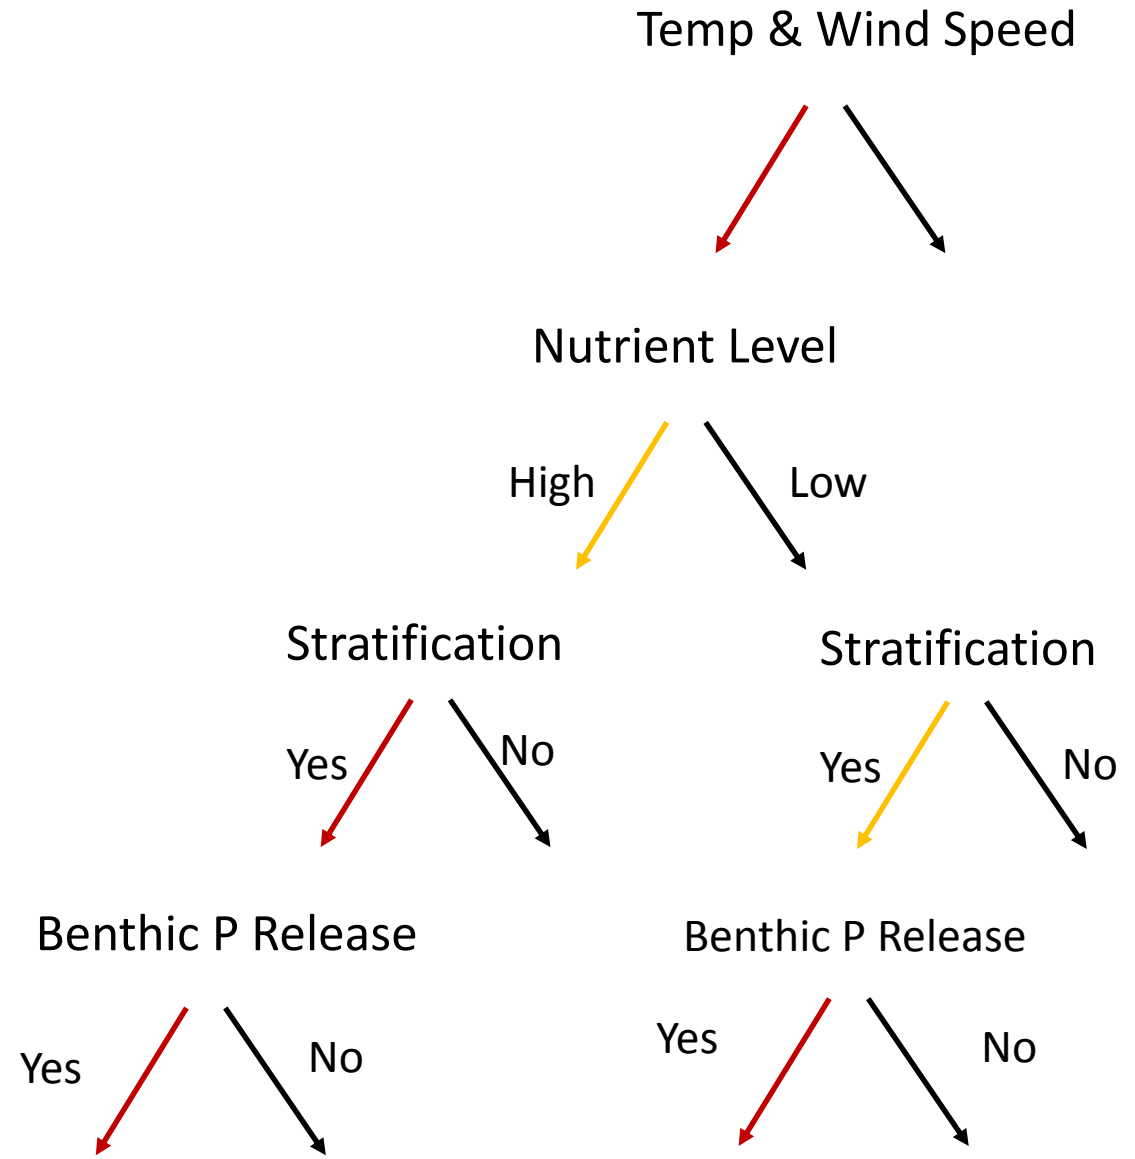 Temp & Wind Speed
Nutrient Level
High
Low
Stratification
Stratification
Yes
No
Yes
No
Benthic P Release
Benthic P Release
Yes
No
Yes
No